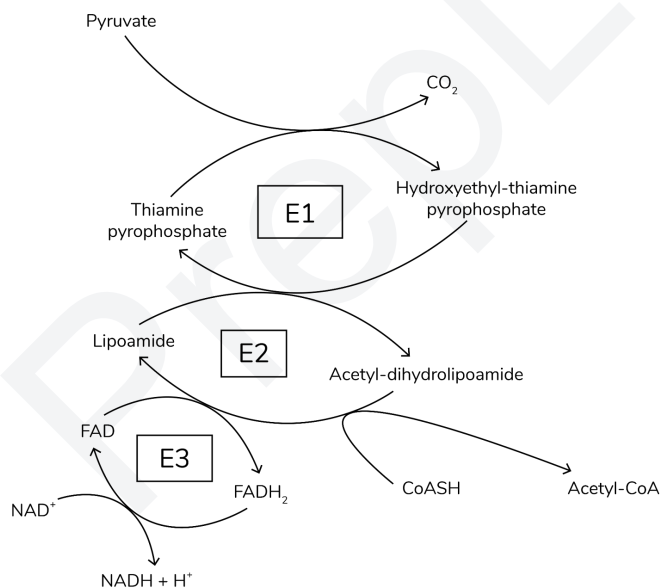 Pyruvate
CO₂
Hydroxyethyl-thiamine
pyrophosphate
Thiamine
pyrophosphate
E1
Lipoamide
E2
Acetyl-dihydrolipoamide
FAD
E3
FADH₂
CoASH
Acetyl-CoA
NAD⁺
NADH + H⁺
PrepL